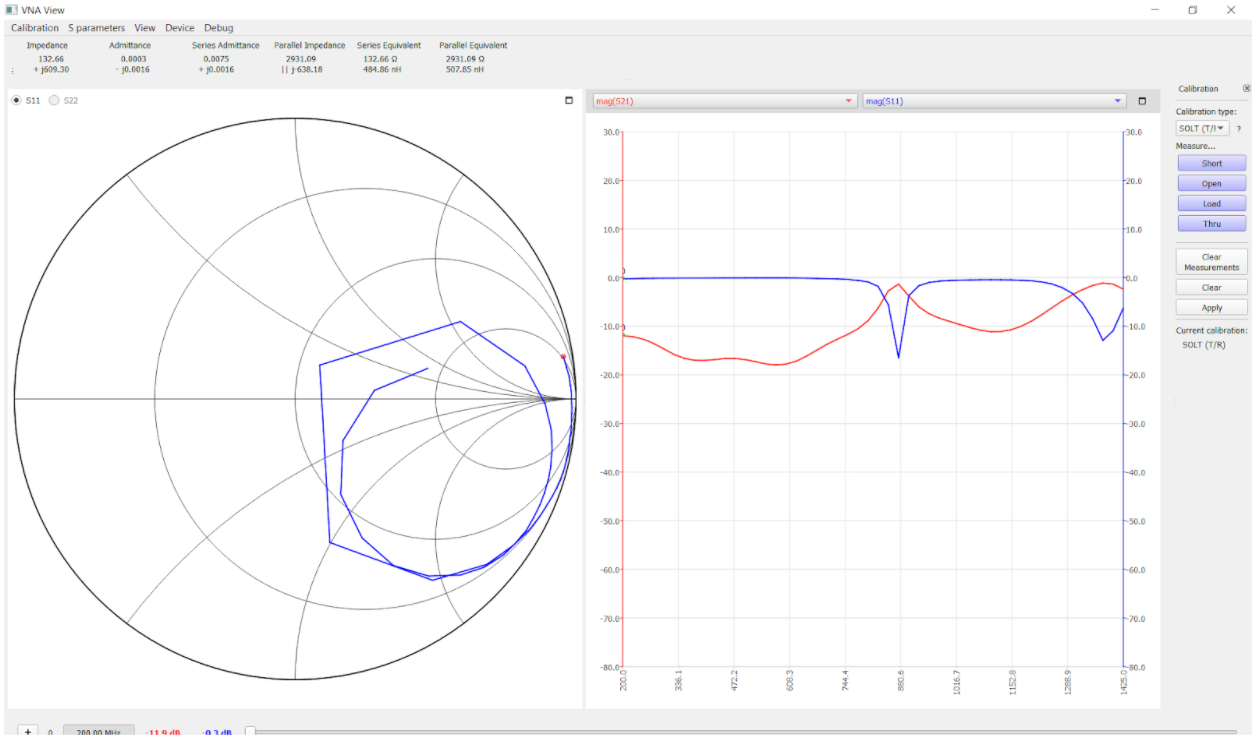 VNA View
Calibration S parameters View Device Debug
Impedance Admittance Series Admittance Parallel Impedance Series Equivalent Parallel Equivalent
132.66 0.0003 0.0075 2931.09 132.66 Ω 2931.09 Ω
+ j609.30 - j0.0016 + j0.0016 || j-638.18 484.86 nH 507.85 nH
S11 S22
mag(S21) mag(S11)
30.0 30.0
20.0 20.0
10.0 10.0
0.0 0.0
-10.0 -10.0
-20.0 -20.0
-30.0 -30.0
-40.0 -40.0
-50.0 -50.0
-60.0 -60.0
-70.0 -70.0
-80.0 -80.0
200.0 336.1 472.2 608.3 744.4 880.6 1016.7 1152.8 1288.9 1425.0
Calibration
Calibration type:
SOLT (T/I ?
Measure...
Short
Open
Load
Thru
Clear
Measurements
Clear
Apply
Current calibration:
SOLT (T/R)
+ 0 200.00 MHz -11.9 dB -0.3 dB